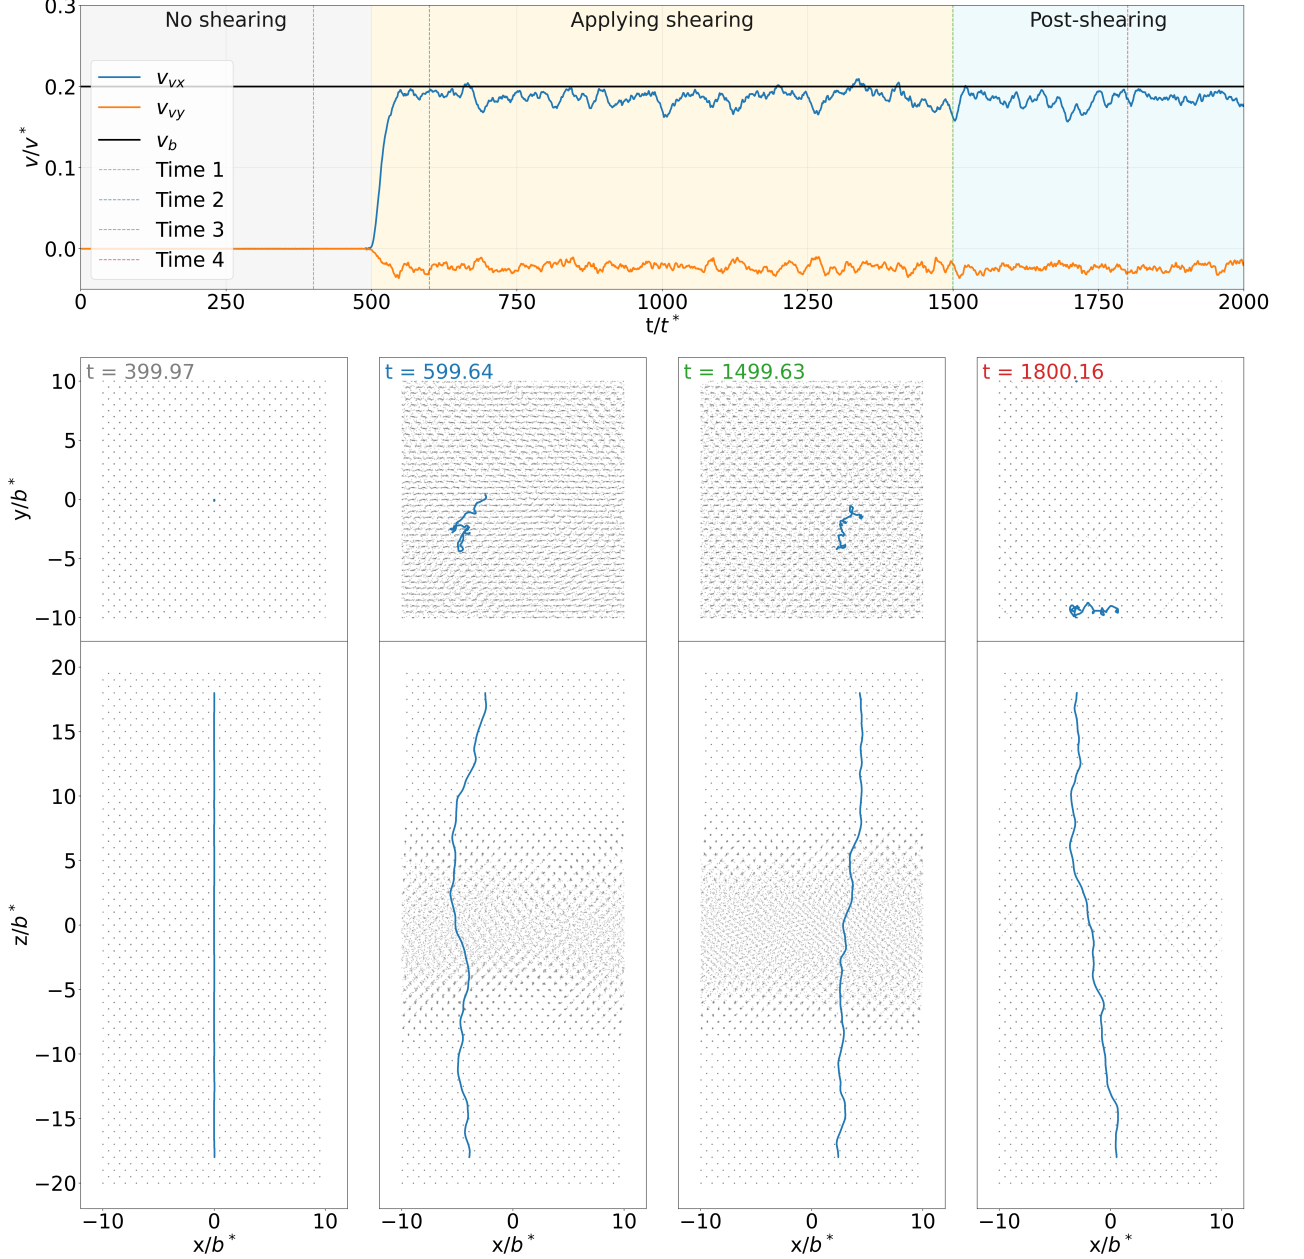 No shearing Applying shearing Post-shearing
0.3
0.2
0.1
0.0
v/v*
v_vx
v_vy
v_b
Time 1
Time 2
Time 3
Time 4
0 250 500 750 1000 1250 1500 1750 2000
t/t*
t = 399.97 t = 599.64 t = 1499.63 t = 1800.16
10
5
0
−5
−10
y/b*
20
15
10
5
0
−5
−10
−15
−20
z/b*
−10 0 10 −10 0 10 −10 0 10 −10 0 10
x/b* x/b* x/b* x/b*